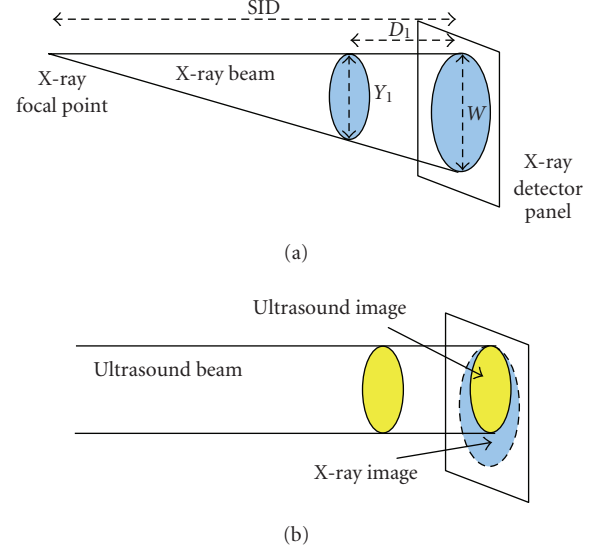 SID
D1
X-ray
focal point
X-ray beam
Y1
W
X-ray
detector
panel
(a)
Ultrasound image
Ultrasound beam
X-ray image
(b)